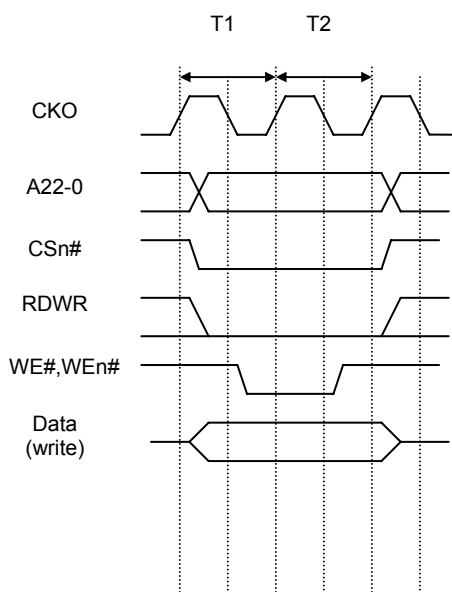 T1 T2
CKO
A22-0
CSn#
RDWR
WE#,WEn#
Data
(write)